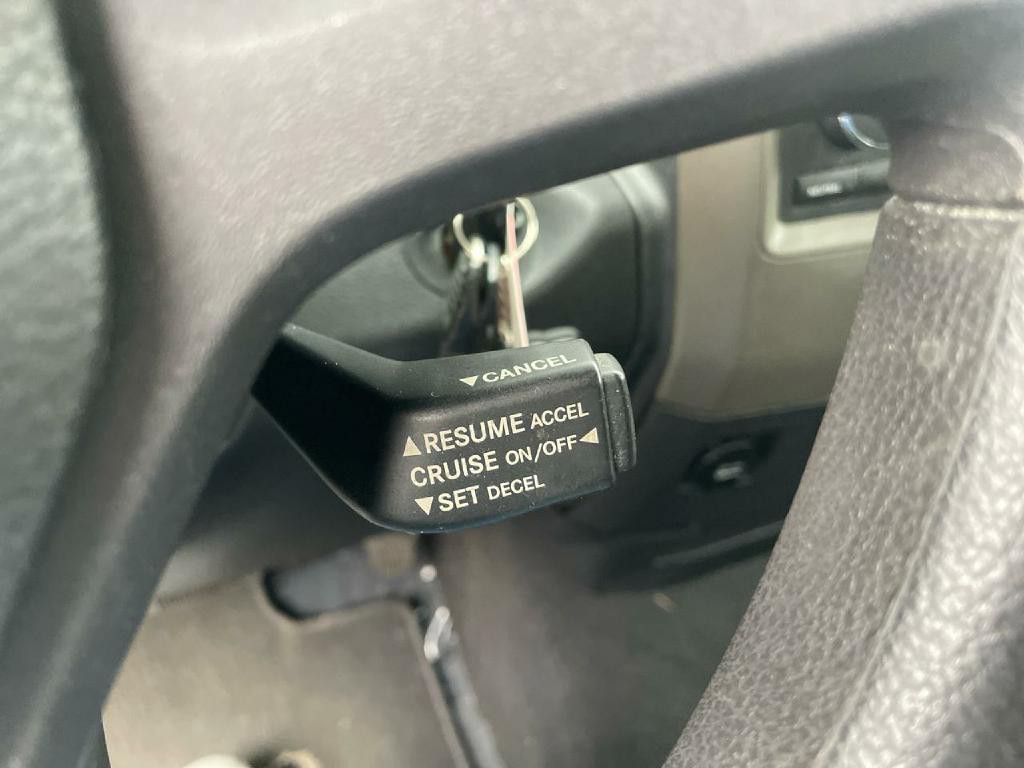 ▼CANCEL
▲RESUME ACCEL
CRUISE ON/OFF◄
▼SET DECEL